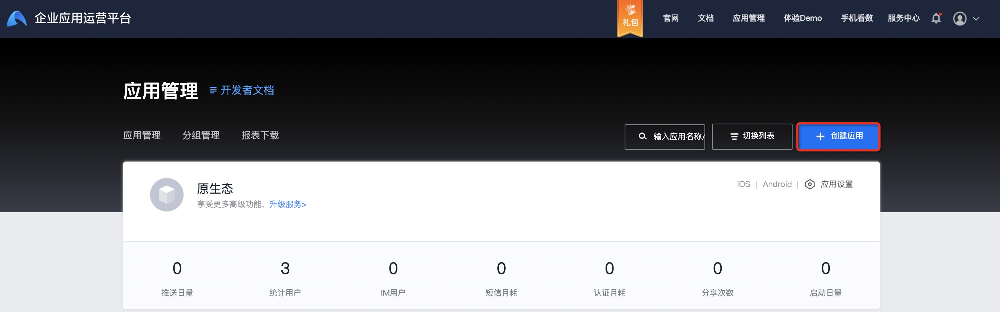 企业应用运营平台
礼包
官网 文档 应用管理 体验Demo 手机看数 服务中心
应用管理 开发者文档
应用管理 分组管理 报表下载
输入应用名称/ 切换列表 创建应用
原生态
iOS | Android | 应用设置
享受更多高级功能，升级服务>
0 3 0 0 0 0 0
推送日量 统计用户 IM用户 短信月耗 认证月耗 分享次数 启动日量